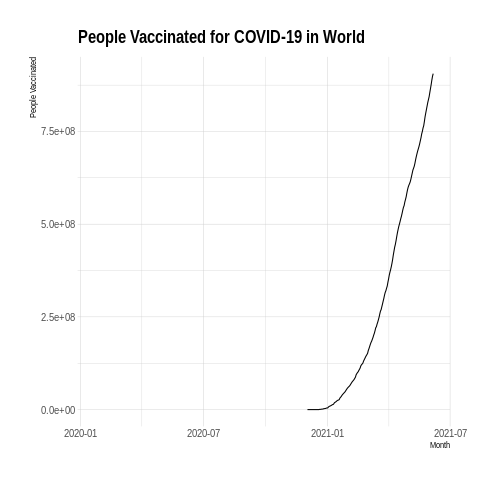 People Vaccinated for COVID-19 in World
People Vaccinated
7.5e+08
5.0e+08
2.5e+08
0.0e+00
2020-01 2020-07 2021-01 2021-07
Month